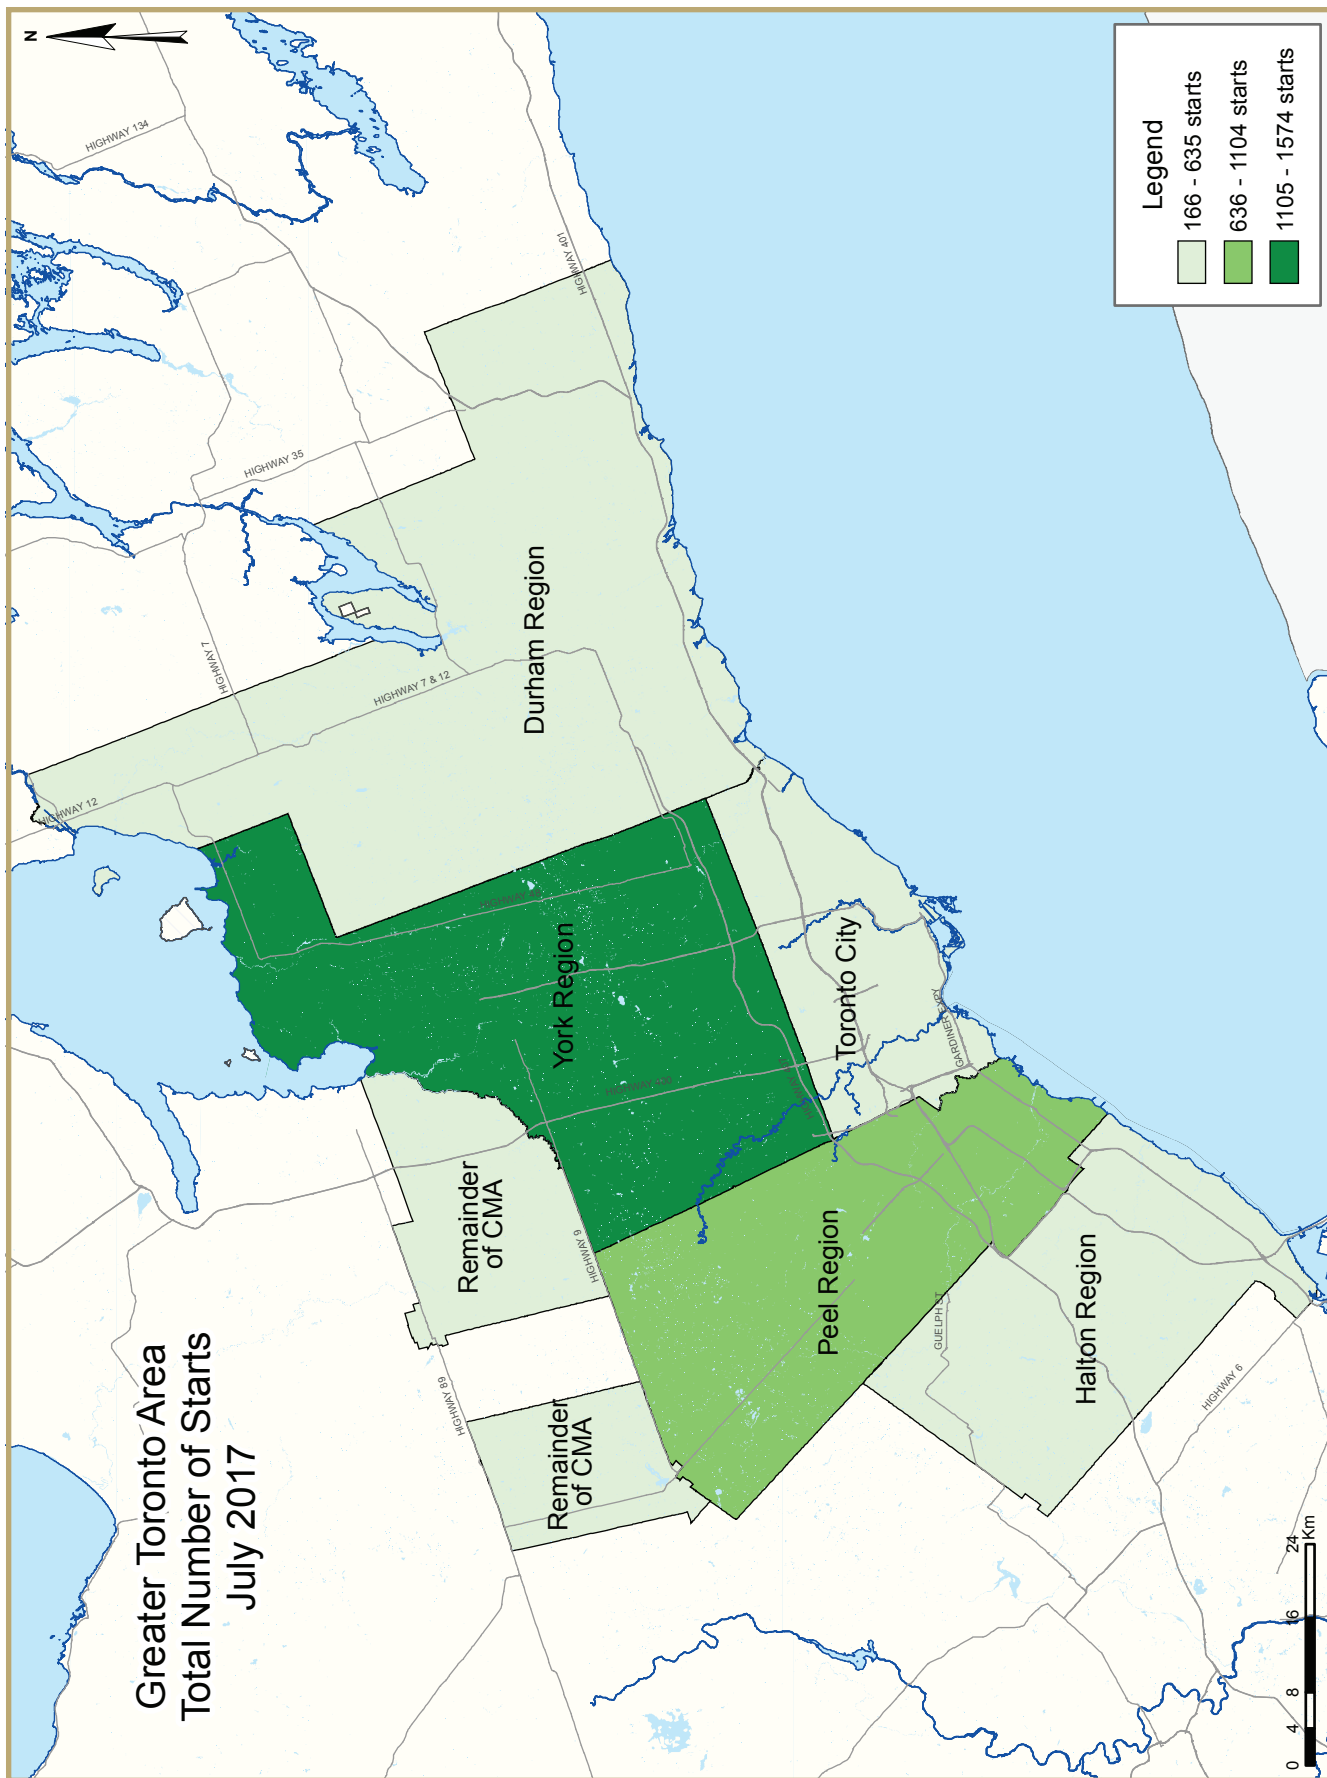 Greater Toronto Area
Total Number of Starts
July 2017
N
HIGHWAY 134
HIGHWAY 401
HIGHWAY 35
HIGHWAY 7
HIGHWAY 7 & 12
HIGHWAY 12
Durham Region
York Region
HIGHWAY 400
Toronto City
GARDINER EXPY
Remainder
of CMA
HIGHWAY 9
HIGHWAY 89
Remainder
of CMA
Peel Region
GUELPH ST
Halton Region
HIGHWAY 6
Legend
166 - 635 starts
636 - 1104 starts
1105 - 1574 starts
0 4 8 16 24
Km